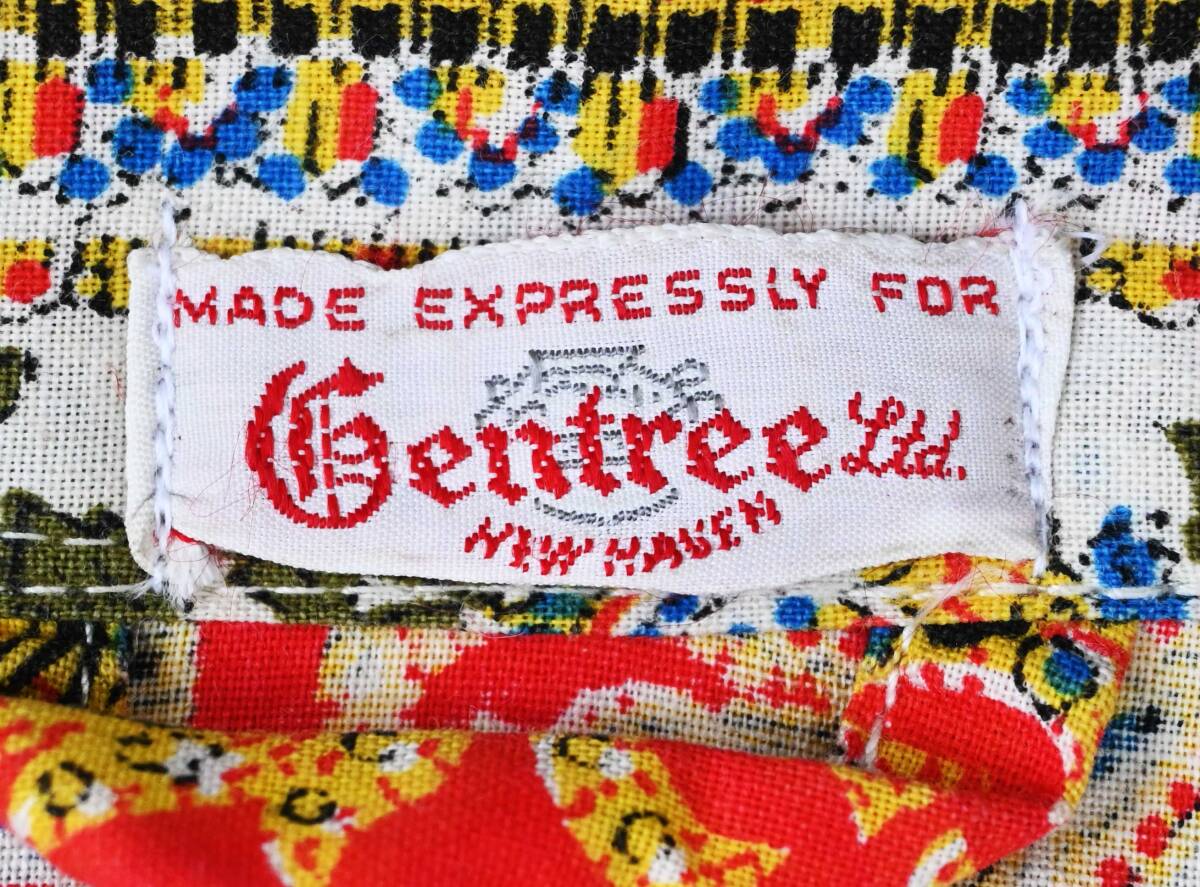 MADE EXPRESSLY FOR
Gentree Ltd.
NEW HAVEN